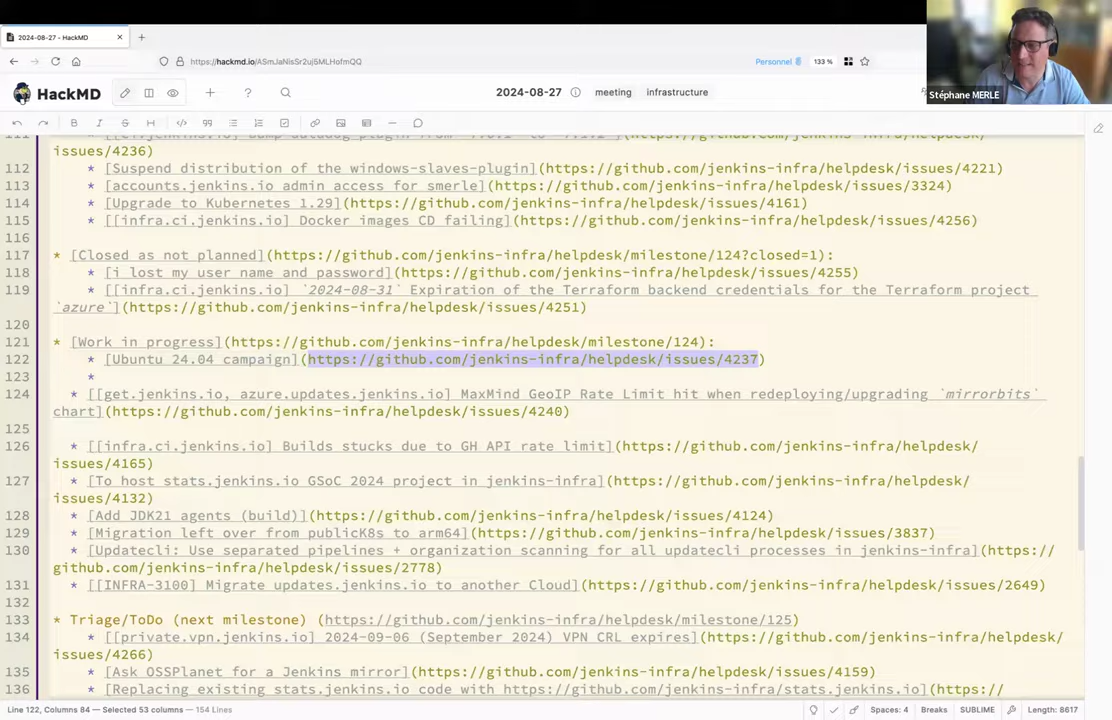 2024-08-27 - HackMD
https://hackmd.io/ASmJaNisSr2uj5MLHofmQQ
Personnel
133 %
HackMD
2024-08-27
meeting
infrastructure
Stéphane MERLE
issues/4236)
112 * [Suspend distribution of the windows-slaves-plugin](https://github.com/jenkins-infra/helpdesk/issues/4221)
113 * [accounts.jenkins.io admin access for smerle](https://github.com/jenkins-infra/helpdesk/issues/3324)
114 * [Upgrade to Kubernetes 1.29](https://github.com/jenkins-infra/helpdesk/issues/4161)
115 * [[infra.ci.jenkins.io] Docker images CD failing](https://github.com/jenkins-infra/helpdesk/issues/4256)
116
117 * [Closed as not planned](https://github.com/jenkins-infra/helpdesk/milestone/124?closed=1):
118 * [i lost my user name and password](https://github.com/jenkins-infra/helpdesk/issues/4255)
119 * [[infra.ci.jenkins.io] `2024-08-31` Expiration of the Terraform backend credentials for the Terraform project
`azure`](https://github.com/jenkins-infra/helpdesk/issues/4251)
120
121 * [Work in progress](https://github.com/jenkins-infra/helpdesk/milestone/124):
122 * [Ubuntu 24.04 campaign](https://github.com/jenkins-infra/helpdesk/issues/4237)
123 *
124 * [[get.jenkins.io, azure.updates.jenkins.io] MaxMind GeoIP Rate Limit hit when redeploying/upgrading `mirrorbits`
chart](https://github.com/jenkins-infra/helpdesk/issues/4240)
125
126 * [[infra.ci.jenkins.io] Builds stucks due to GH API rate limit](https://github.com/jenkins-infra/helpdesk/
issues/4165)
127 * [To host stats.jenkins.io GSoC 2024 project in jenkins-infra](https://github.com/jenkins-infra/helpdesk/
issues/4132)
128 * [Add JDK21 agents (build)](https://github.com/jenkins-infra/helpdesk/issues/4124)
129 * [Migration left over from publicK8s to arm64](https://github.com/jenkins-infra/helpdesk/issues/3837)
130 * [Updatecli: Use separated pipelines + organization scanning for all updatecli processes in jenkins-infra](https://
github.com/jenkins-infra/helpdesk/issues/2778)
131 * [[INFRA-3100] Migrate updates.jenkins.io to another Cloud](https://github.com/jenkins-infra/helpdesk/issues/2649)
132
133 * Triage/ToDo (next milestone) (https://github.com/jenkins-infra/helpdesk/milestone/125)
134 * [[private.vpn.jenkins.io] 2024-09-06 (September 2024) VPN CRL expires](https://github.com/jenkins-infra/helpdesk/
issues/4266)
135 * [Ask OSSPlanet for a Jenkins mirror](https://github.com/jenkins-infra/helpdesk/issues/4159)
136 * [Replacing existing stats.jenkins.io code with https://github.com/jenkins-infra/stats.jenkins.io](https://
Line 122, Columns 84 — Selected 53 columns — 154 Lines
Spaces: 4
Breaks
SUBLIME
Length: 8617